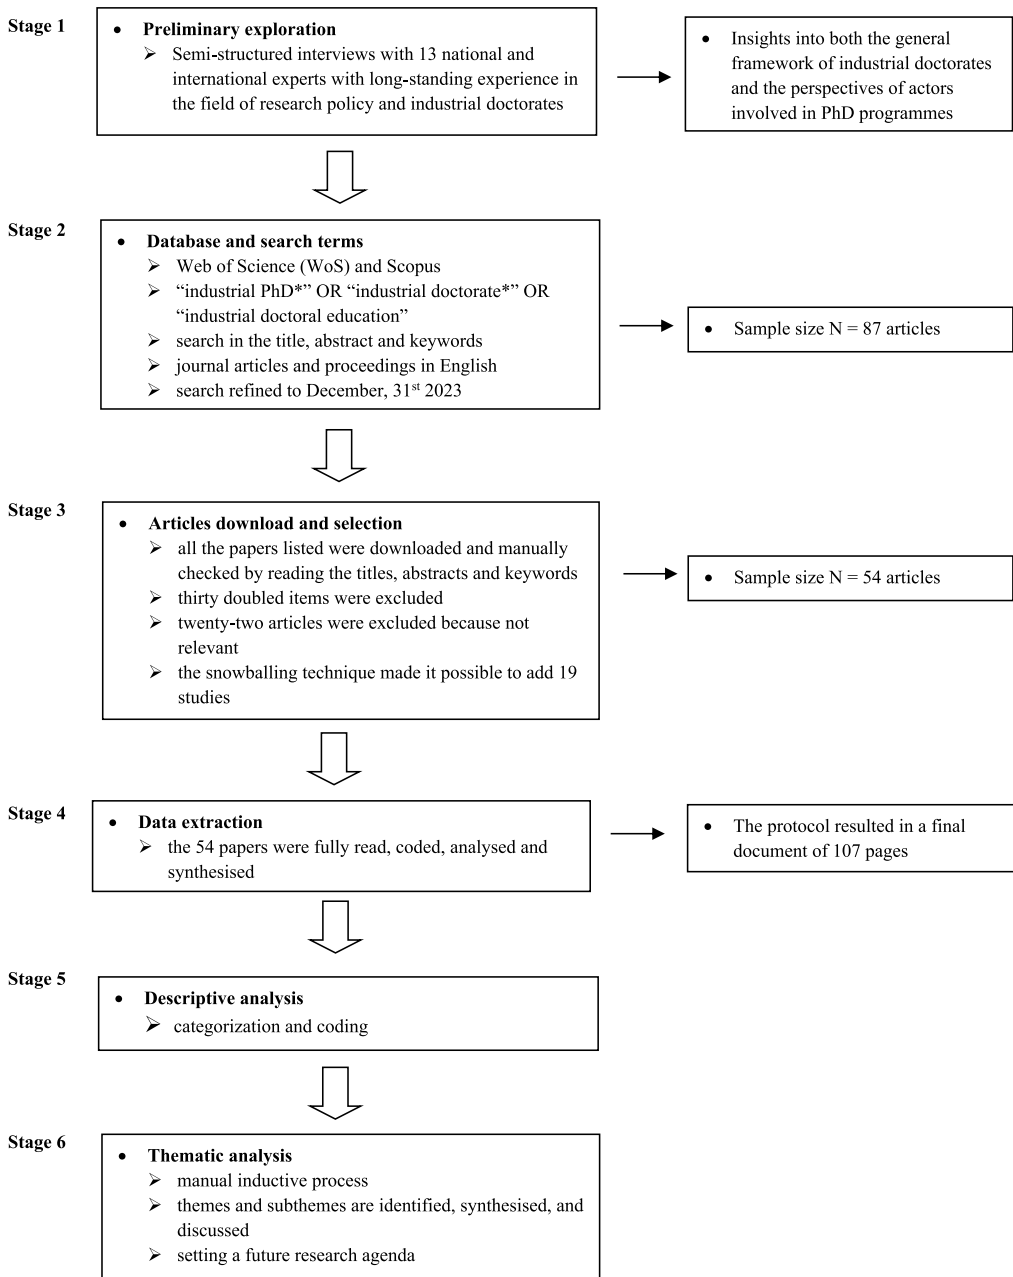 Stage 1
• Preliminary exploration
➢ Semi-structured interviews with 13 national and
international experts with long-standing experience in
the field of research policy and industrial doctorates
• Insights into both the general
framework of industrial doctorates
and the perspectives of actors
involved in PhD programmes
Stage 2
• Database and search terms
➢ Web of Science (WoS) and Scopus
➢ “industrial PhD*” OR “industrial doctorate*” OR
“industrial doctoral education”
➢ search in the title, abstract and keywords
➢ journal articles and proceedings in English
➢ search refined to December, 31st 2023
• Sample size N = 87 articles
Stage 3
• Articles download and selection
➢ all the papers listed were downloaded and manually
checked by reading the titles, abstracts and keywords
➢ thirty doubled items were excluded
➢ twenty-two articles were excluded because not
relevant
➢ the snowballing technique made it possible to add 19
studies
• Sample size N = 54 articles
Stage 4
• Data extraction
➢ the 54 papers were fully read, coded, analysed and
synthesised
• The protocol resulted in a final
document of 107 pages
Stage 5
• Descriptive analysis
➢ categorization and coding
Stage 6
• Thematic analysis
➢ manual inductive process
➢ themes and subthemes are identified, synthesised, and
discussed
➢ setting a future research agenda